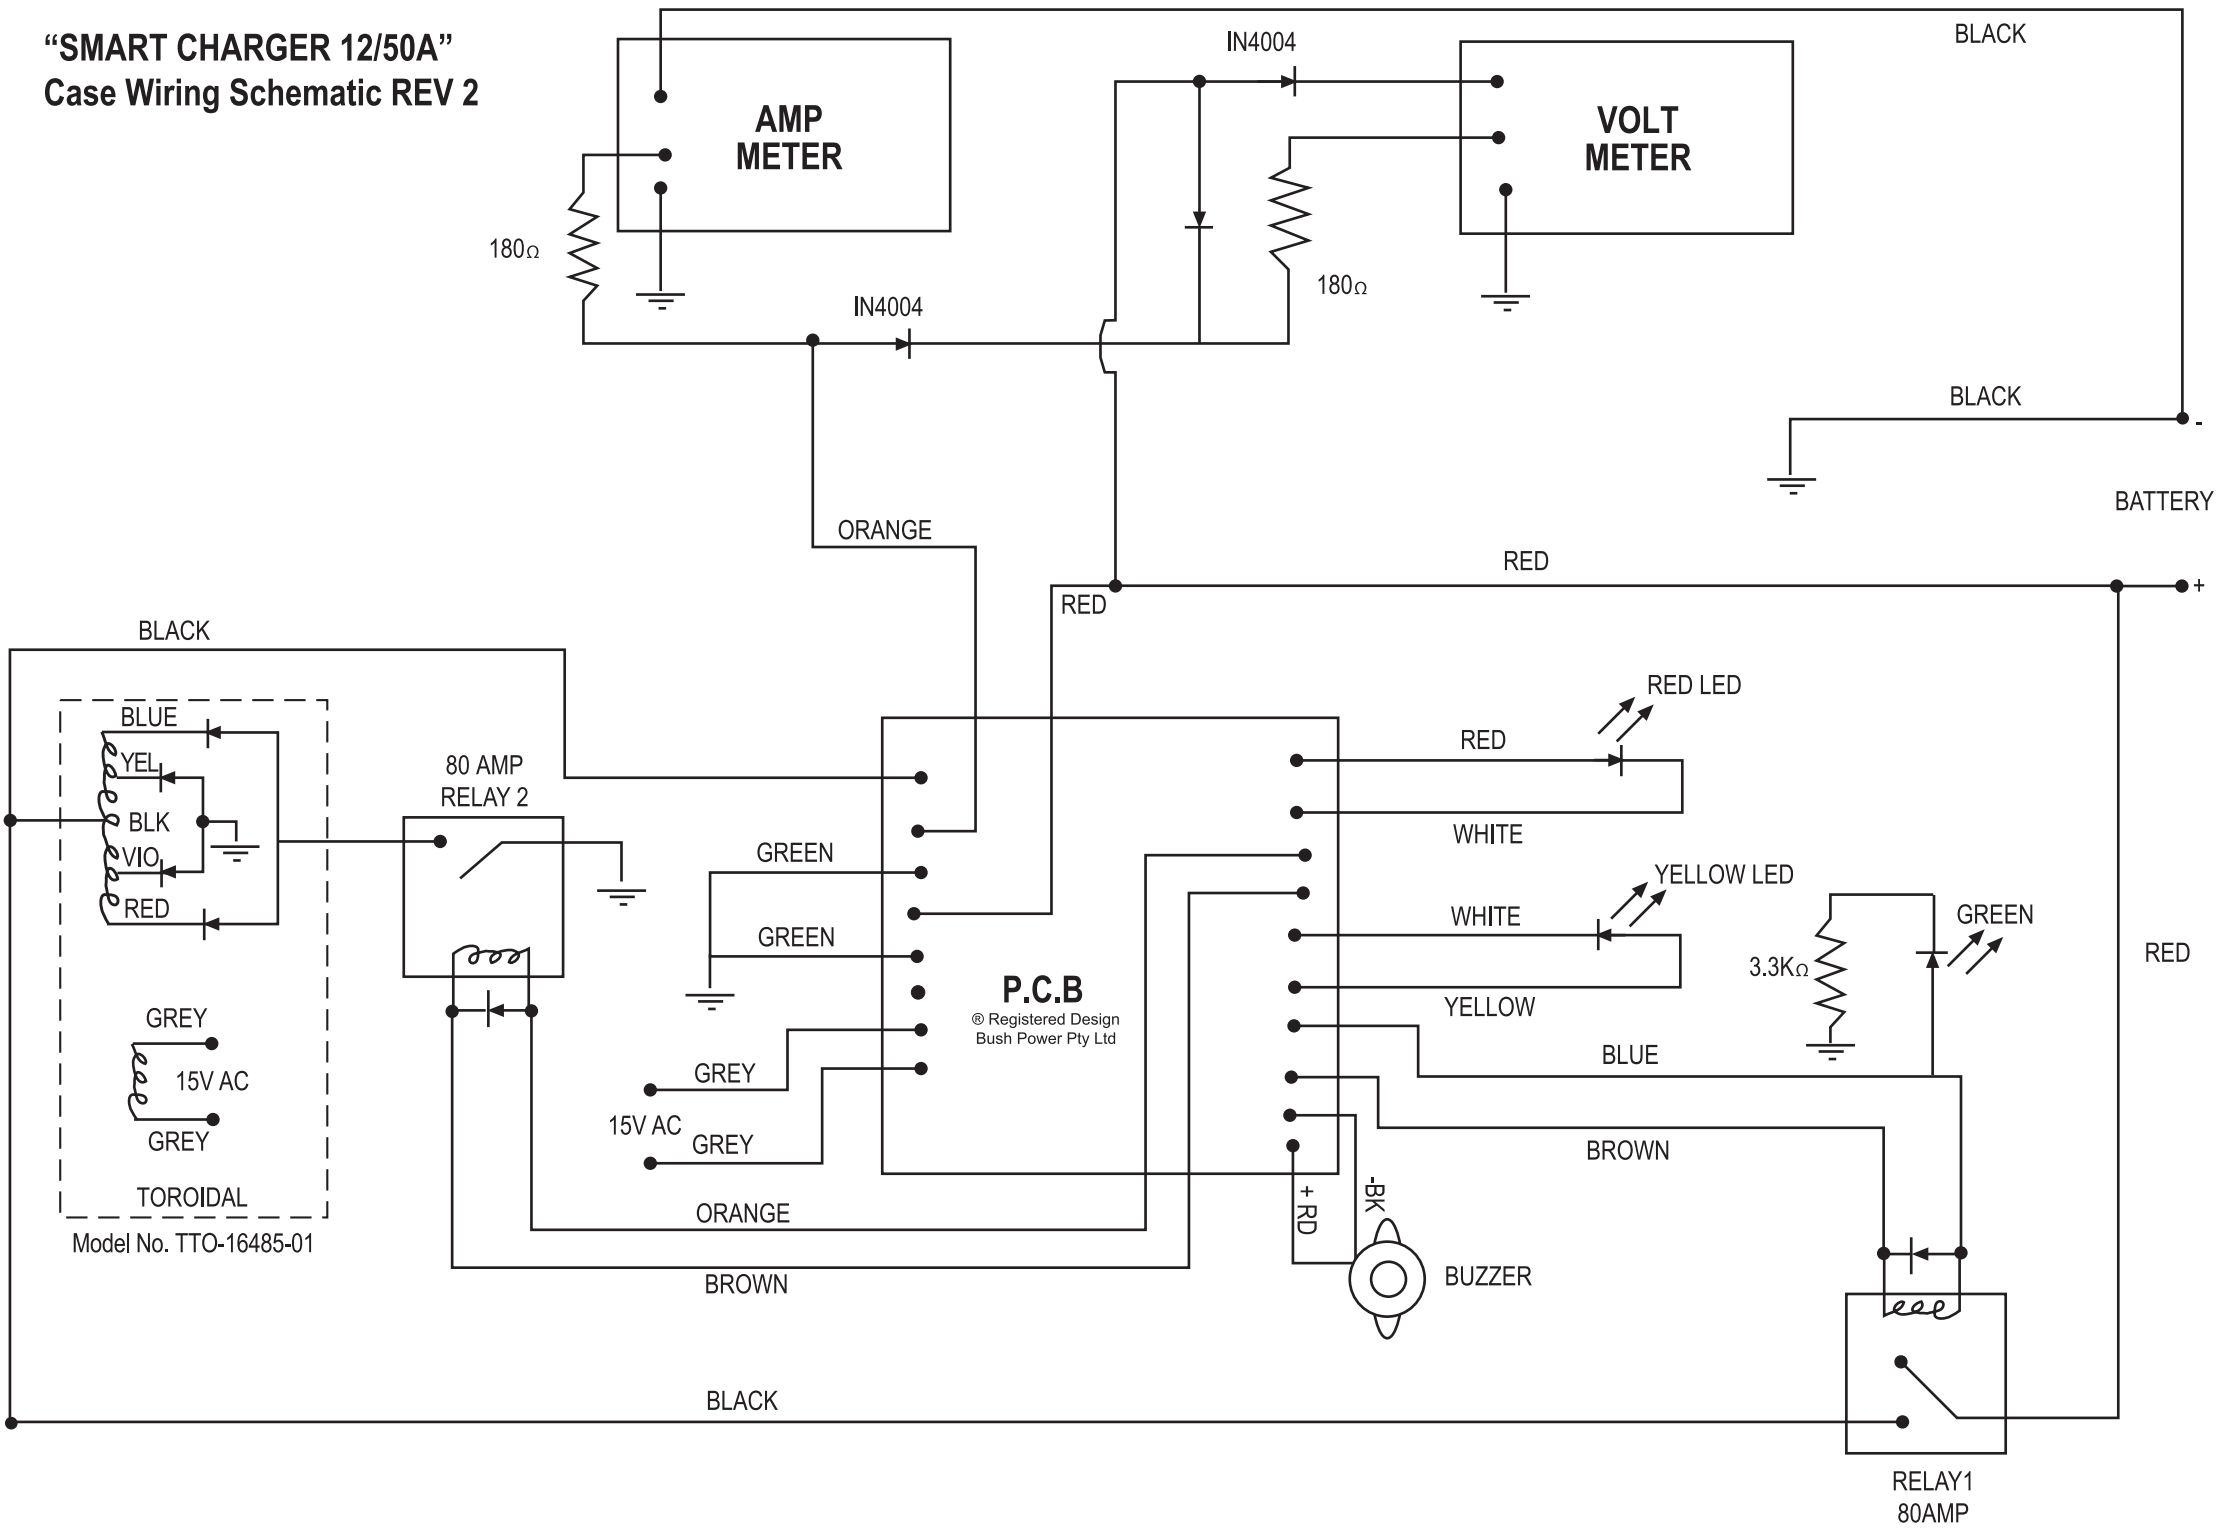 “SMART CHARGER 12/50A”
Case Wiring Schematic REV 2
BLACK
IN4004
AMP
METER
VOLT
METER
180Ω
180Ω
IN4004
BLACK
-
BATTERY
ORANGE
RED
RED
+
BLACK
BLUE
YEL
BLK
VIO
RED
80 AMP
RELAY 2
GREY
15V AC
GREY
TOROIDAL
Model No. TTO-16485-01
GREEN
GREEN
GREY
15V AC
GREY
P.C.B
® Registered Design
Bush Power Pty Ltd
RED LED
RED
WHITE
YELLOW LED
WHITE
YELLOW
GREEN
3.3KΩ
RED
BLUE
BROWN
-BK
+ RD
BUZZER
ORANGE
BROWN
BLACK
RELAY1
80AMP